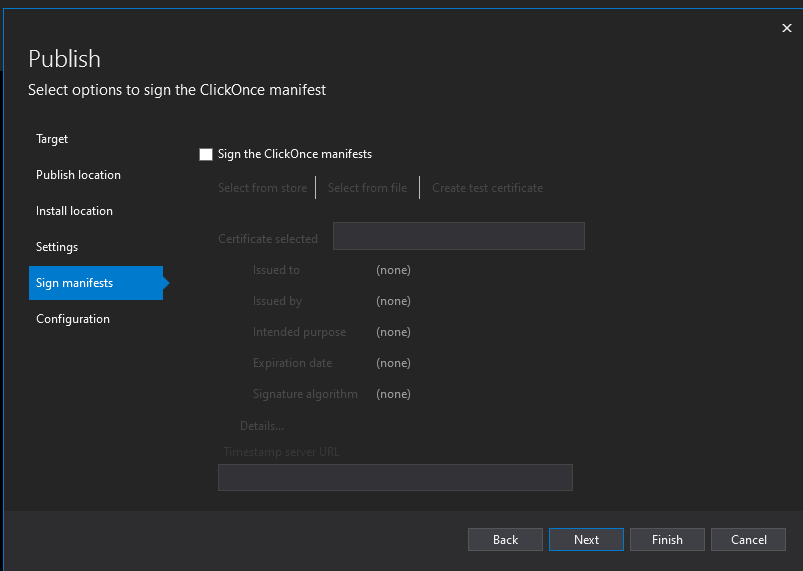 Publish
Select options to sign the ClickOnce manifest
Target
Publish location
Install location
Settings
Sign manifests
Configuration
Sign the ClickOnce manifests
Select from store
Select from file
Create test certificate
Certificate selected
Issued to (none)
Issued by (none)
Intended purpose (none)
Expiration date (none)
Signature algorithm (none)
Details...
Timestamp server URL
Back Next Finish Cancel